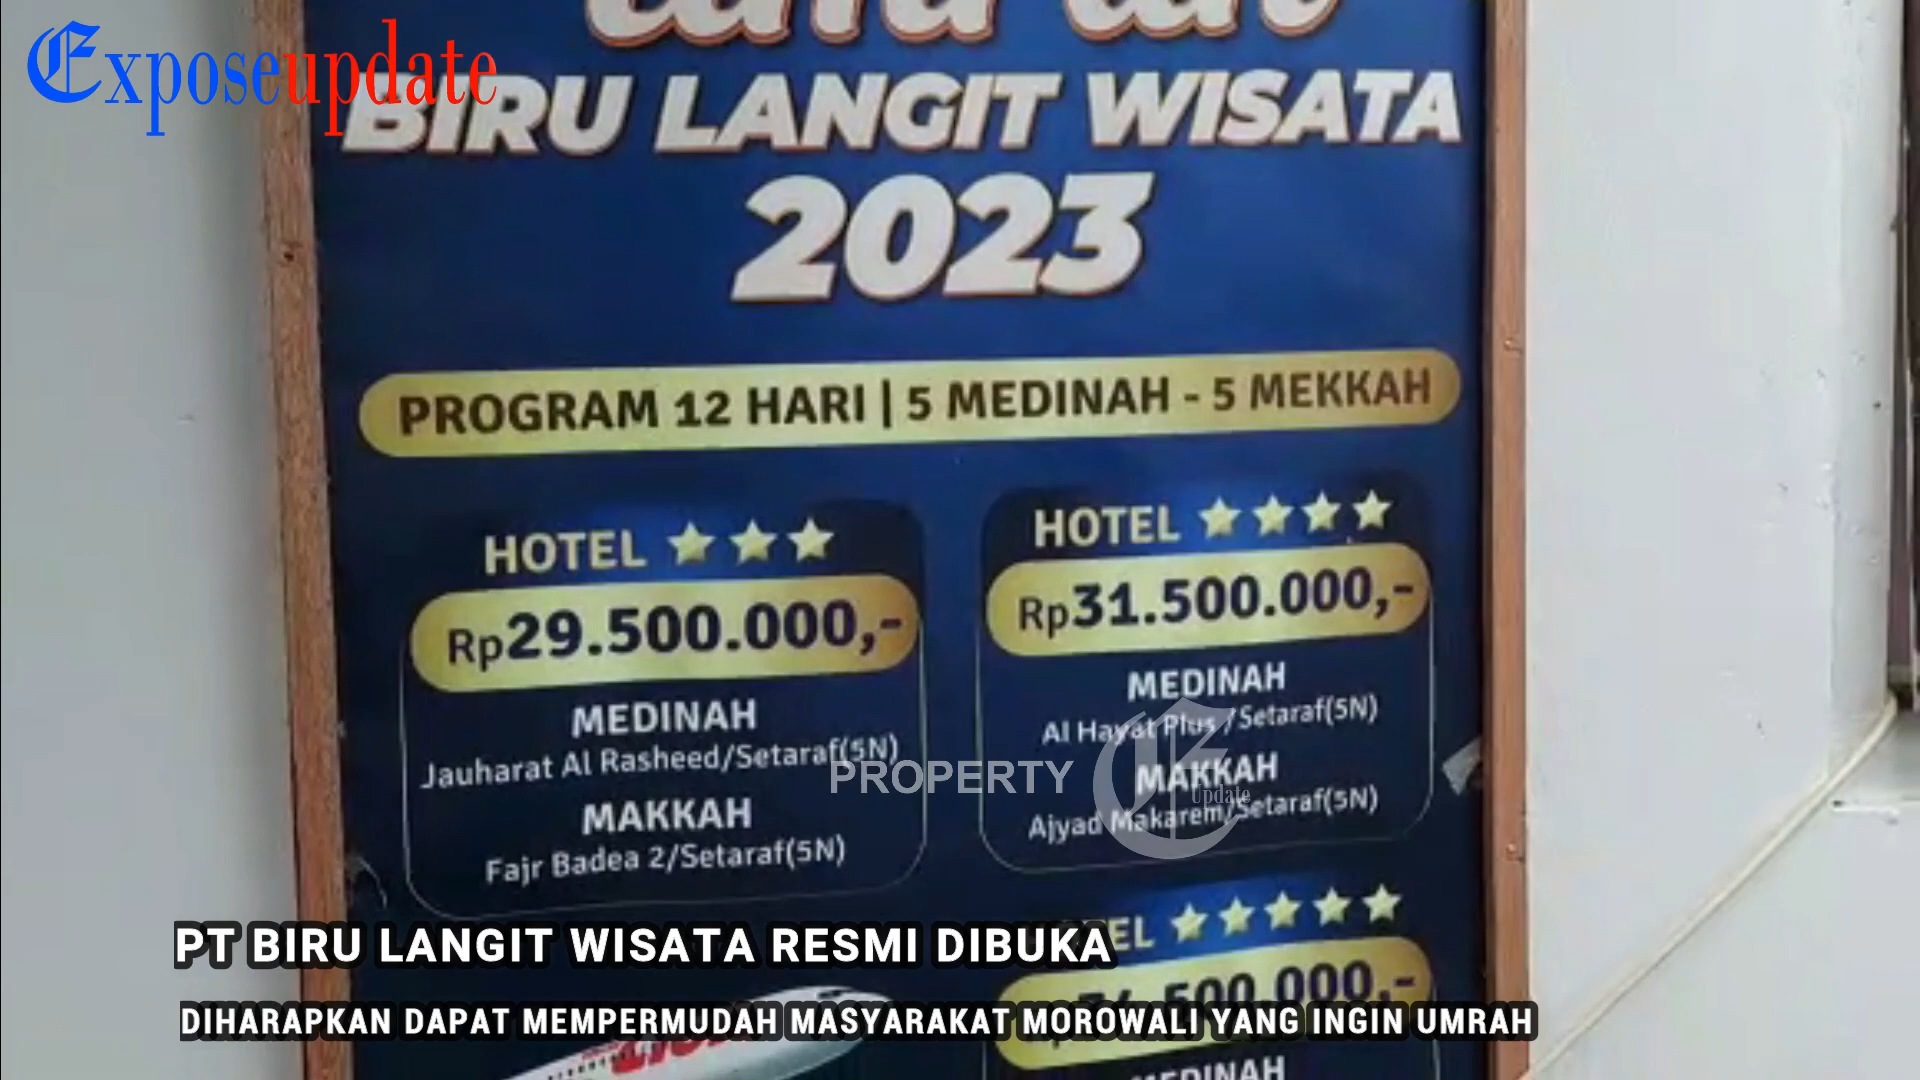 Exposeupdate
BIRU LANGIT WISATA
2023
PROGRAM 12 HARI | 5 MEDINAH - 5 MEKKAH
HOTEL
Rp29.500.000,-
MEDINAH
Jauharat Al Rasheed/Setaraf(5N)
MAKKAH
Fajr Badea 2/Setaraf(5N)
HOTEL
Rp31.500.000,-
MEDINAH
Al Hayat Plus /Setaraf(5N)
MAKKAH
Ajyad Makarem/Setaraf(5N)
PROPERTY
Update
PT BIRU LANGIT WISATA RESMI DIBUKA
DIHARAPKAN DAPAT MEMPERMUDAH MASYARAKAT MOROWALI YANG INGIN UMRAH
MEDINAH